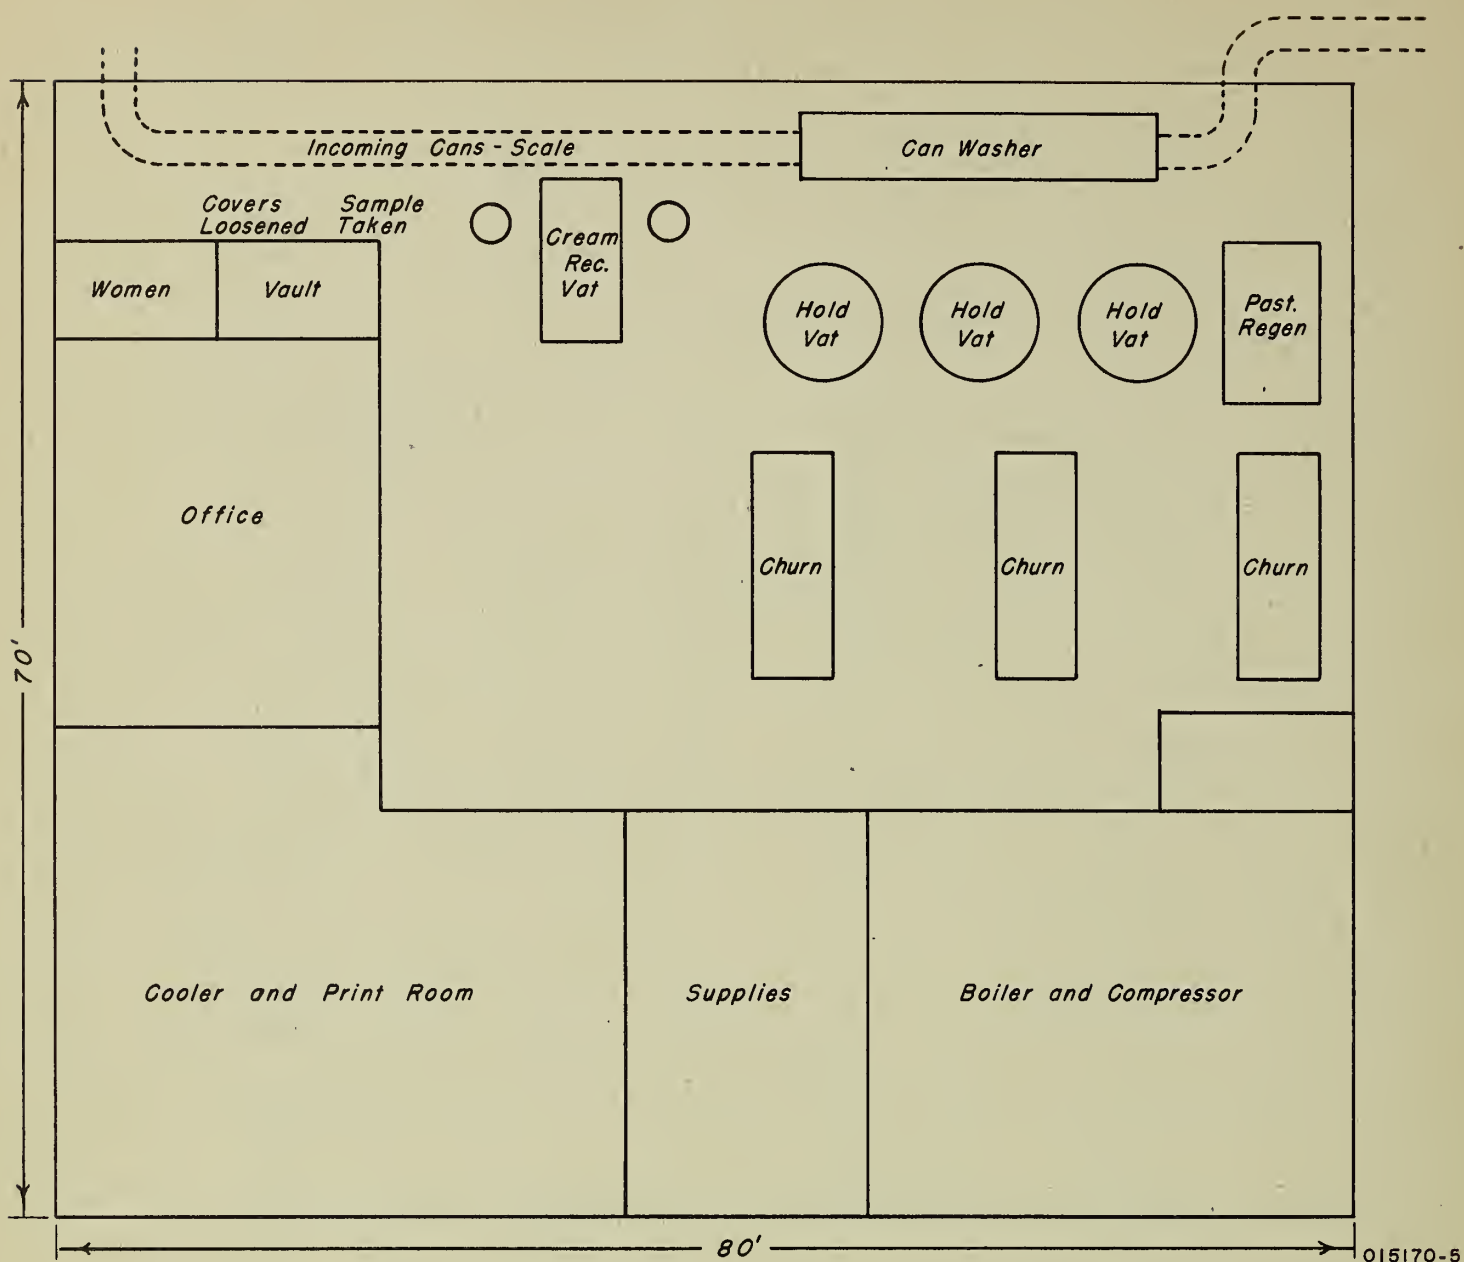 Incoming Cans - Scale
Can Washer
Covers Sample
Loosened Taken
Cream
Rec.
Vat
Women
Vault
Hold
Vat
Hold
Vat
Hold
Vat
Past.
Regen
Office
Churn
Churn
Churn
70'
Cooler and Print Room
Supplies
Boiler and Compressor
80'
015170-5